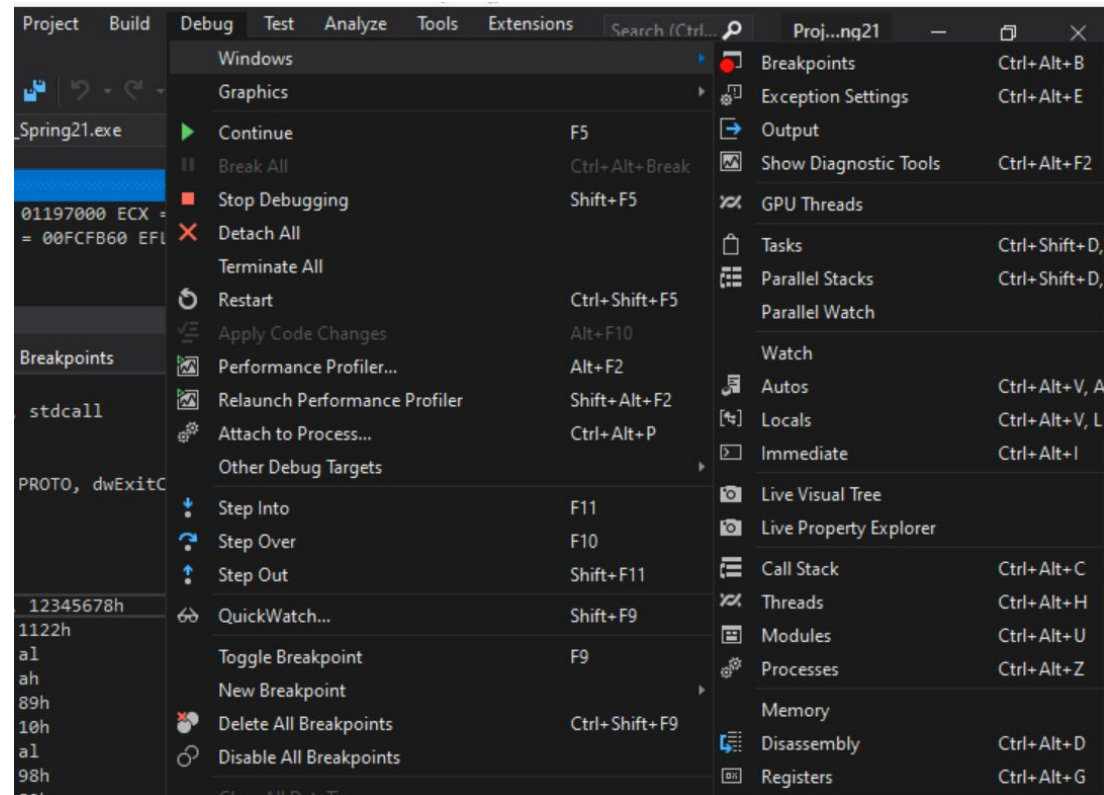 Project Build Debug Test Analyze Tools Extensions Search (Ctrl... Proj...ng21
_Spring21.exe
01197000 ECX =
= 00FCFB60 EFL
Breakpoints
, stdcall
PROTO, dwExitC
, 12345678h
1122h
al
ah
89h
10h
al
98h
Windows
Graphics
Continue F5
Break All Ctrl+Alt+Break
Stop Debugging Shift+F5
Detach All
Terminate All
Restart Ctrl+Shift+F5
Apply Code Changes Alt+F10
Performance Profiler... Alt+F2
Relaunch Performance Profiler Shift+Alt+F2
Attach to Process... Ctrl+Alt+P
Other Debug Targets
Step Into F11
Step Over F10
Step Out Shift+F11
QuickWatch... Shift+F9
Toggle Breakpoint F9
New Breakpoint
Delete All Breakpoints Ctrl+Shift+F9
Disable All Breakpoints
Breakpoints Ctrl+Alt+B
Exception Settings Ctrl+Alt+E
Output
Show Diagnostic Tools Ctrl+Alt+F2
GPU Threads
Tasks Ctrl+Shift+D,
Parallel Stacks Ctrl+Shift+D,
Parallel Watch
Watch
Autos Ctrl+Alt+V, A
Locals Ctrl+Alt+V, L
Immediate Ctrl+Alt+I
Live Visual Tree
Live Property Explorer
Call Stack Ctrl+Alt+C
Threads Ctrl+Alt+H
Modules Ctrl+Alt+U
Processes Ctrl+Alt+Z
Memory
Disassembly Ctrl+Alt+D
Registers Ctrl+Alt+G